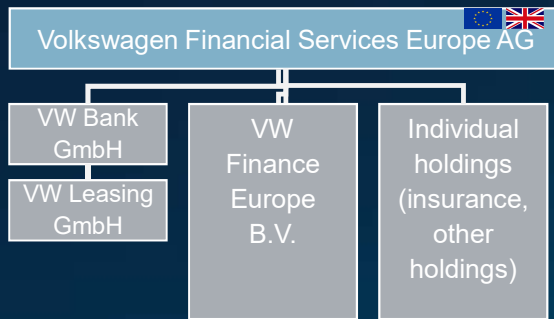 Volkswagen Financial Services Europe AG
VW Bank
GmbH
VW Leasing
GmbH
VW
Finance
Europe
B.V.
Individual
holdings
(insurance,
other
holdings)